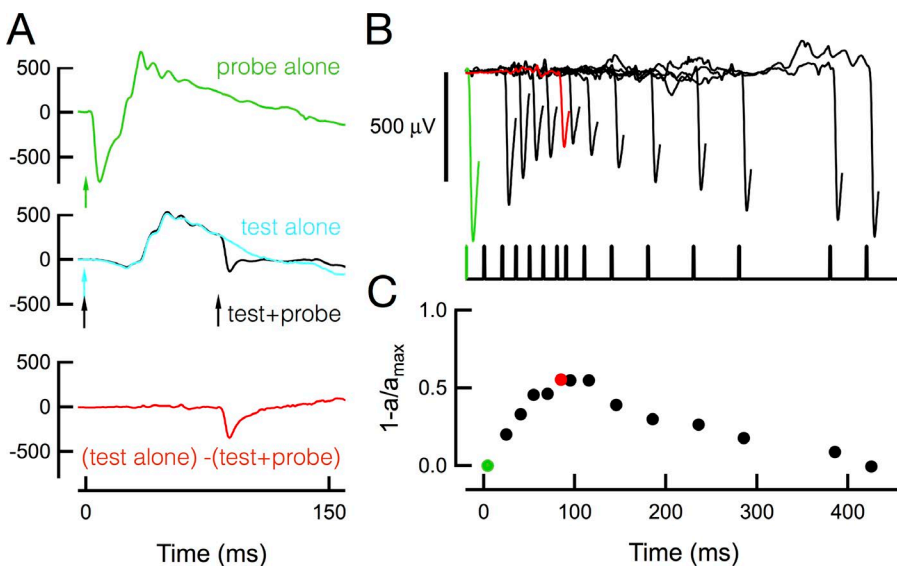 A
500
0
-500
probe alone
500
0
-500
test alone
test+probe
500
0
-500
(test alone) -(test+probe)
0 150
Time (ms)
B
500 µV
C
1.0
0.5
0.0
1-a/amax
0 100 200 300 400
Time (ms)